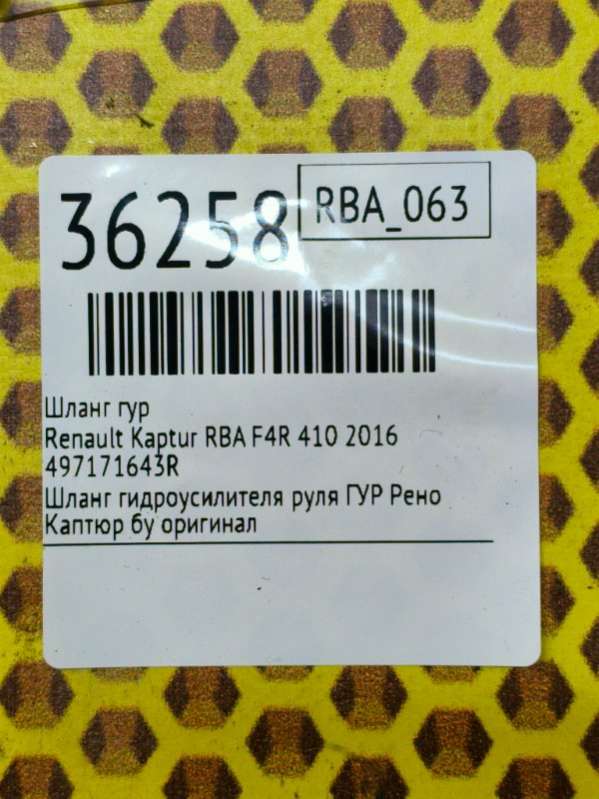 36258
RBA_063
Шланг гур
Renault Kaptur RBA F4R 410 2016
497171643R
Шланг гидроусилителя руля ГУР Рено
Каптюр бу оригинал